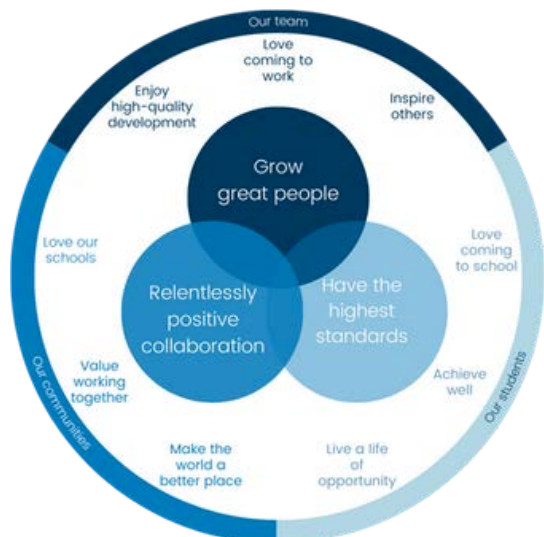 Our team
Love
coming to
work
Enjoy
high-quality
development
Inspire
others
Grow
great people
Love our
schools
Love
coming
to school
Relentlessly
positive
collaboration
Have the
highest
standards
Value
working
together
Achieve
well
Our communities
Our students
Make the
world a
better place
Live a life
of
opportunity